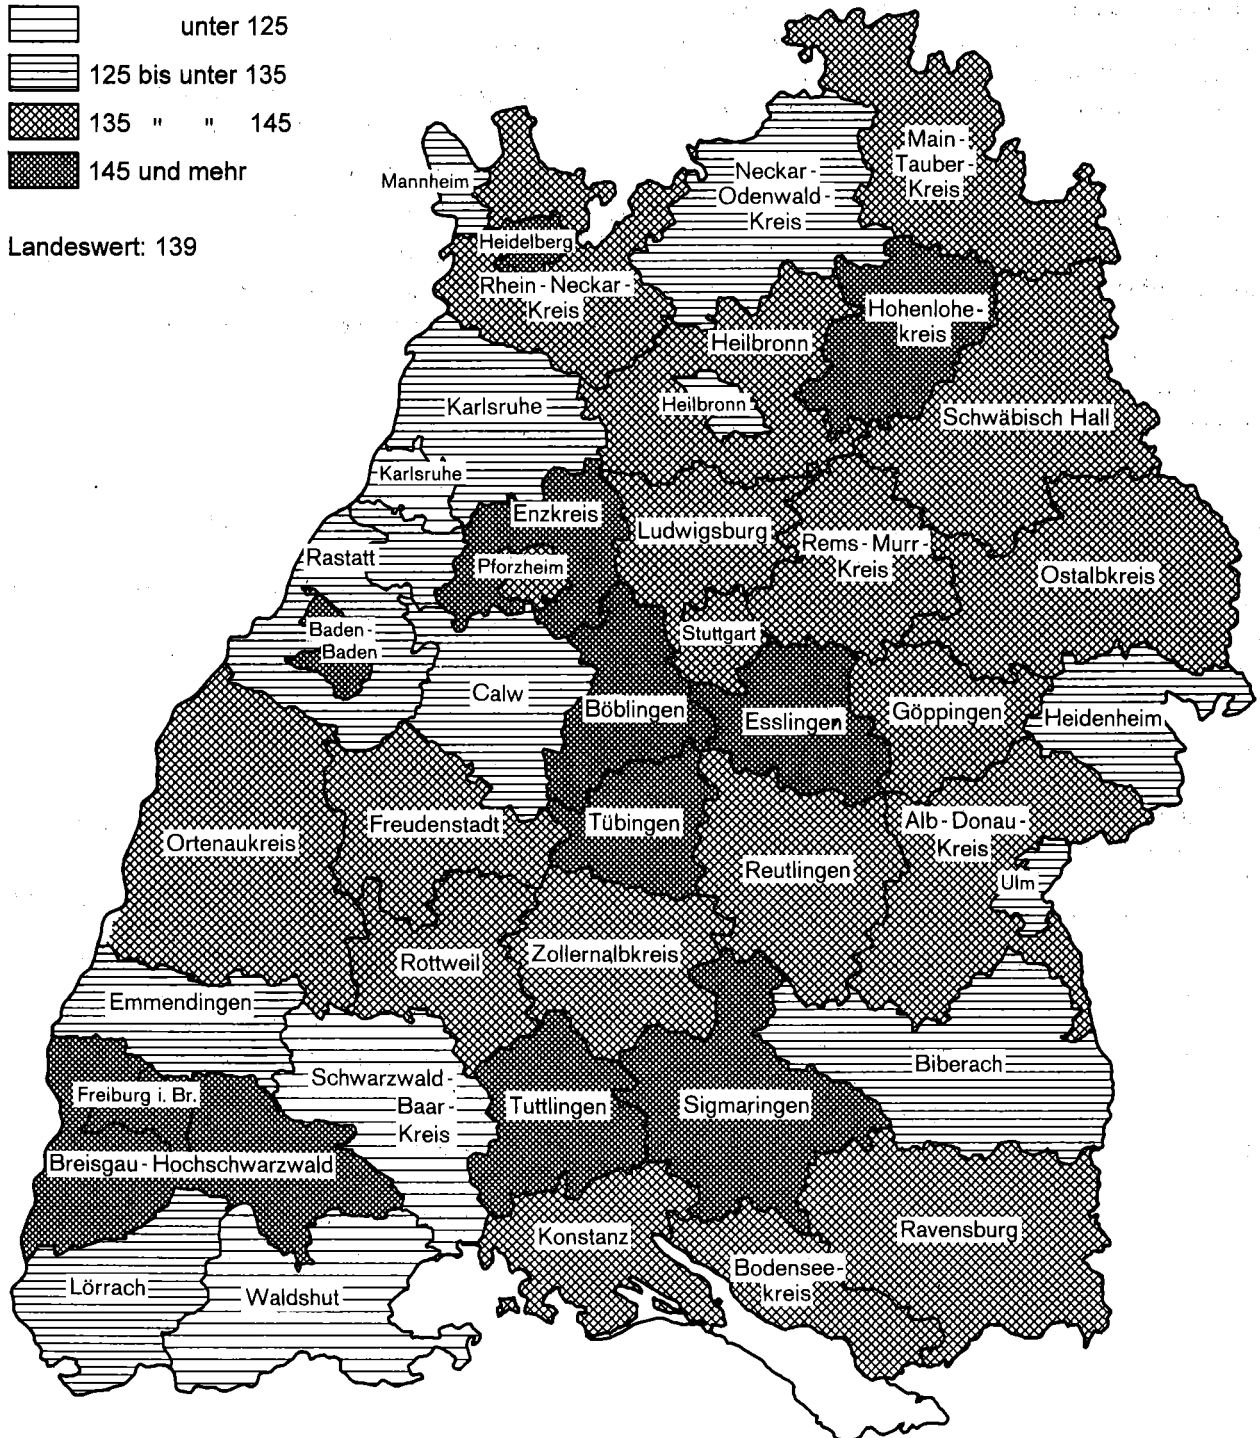 unter 125
125 bis unter 135
135 " " 145
145 und mehr
Landeswert: 139
Main-
Tauber-
Kreis
Neckar-
Odenwald-
Kreis
Mannheim
Heidelberg
Rhein-Neckar-
Kreis
Hohenlohe-
kreis
Heilbronn
Heilbronn
Karlsruhe
Schwäbisch Hall
Karlsruhe
Enzkreis
Ludwigsburg
Rems-Murr-
Kreis
Rastatt
Pforzheim
Ostalbkreis
Baden-
Baden
Stuttgart
Calw
Böblingen
Esslingen
Göppingen
Heidenheim
Ortenaukreis
Freudenstadt
Tübingen
Reutlingen
Alb-Donau-
Kreis
Ulm
Rottweil
Zollernalbkreis
Emmendingen
Biberach
Schwarzwald-
Baar-
Kreis
Freiburg i. Br.
Tuttlingen
Sigmaringen
Breisgau-Hochschwarzwald
Konstanz
Ravensburg
Bodensee-
kreis
Lörrach
Waldshut